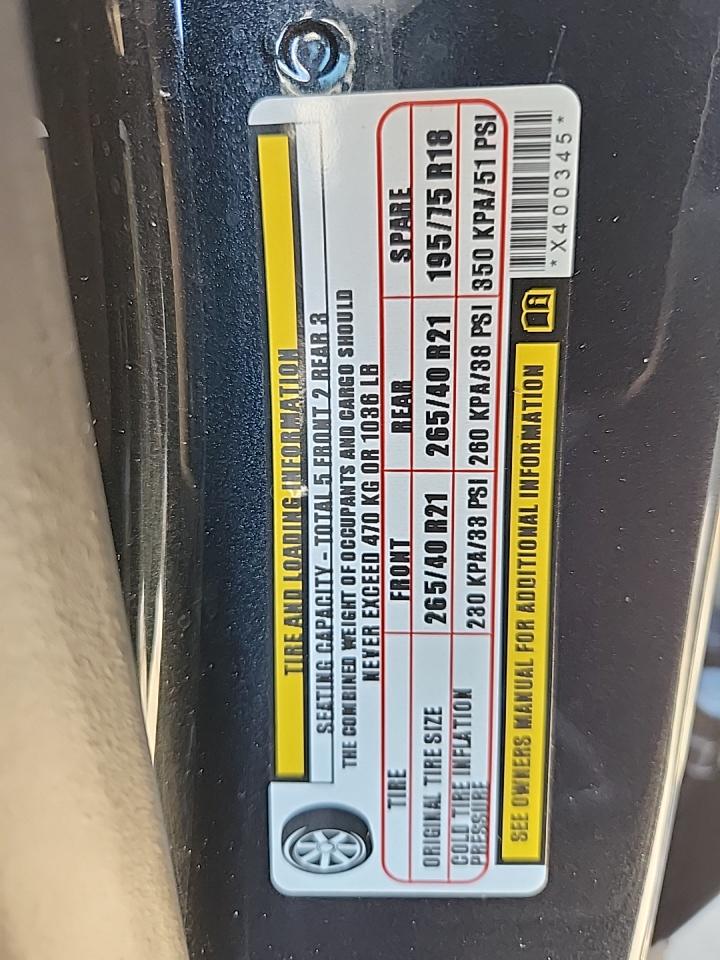 TIRE AND LOADING INFORMATION
SEATING CAPACITY - TOTAL 5 FRONT 2 REAR 3
THE COMBINED WEIGHT OF OCCUPANTS AND CARGO SHOULD
NEVER EXCEED 470 KG OR 1036 LB
TIRE FRONT REAR SPARE
ORIGINAL TIRE SIZE 265/40 R21 265/40 R21 195/75 R18
COLD TIRE INFLATION
PRESSURE 230 KPA/33 PSI 260 KPA/38 PSI 350 KPA/51 PSI
SEE OWNERS MANUAL FOR ADDITIONAL INFORMATION
*X400345*